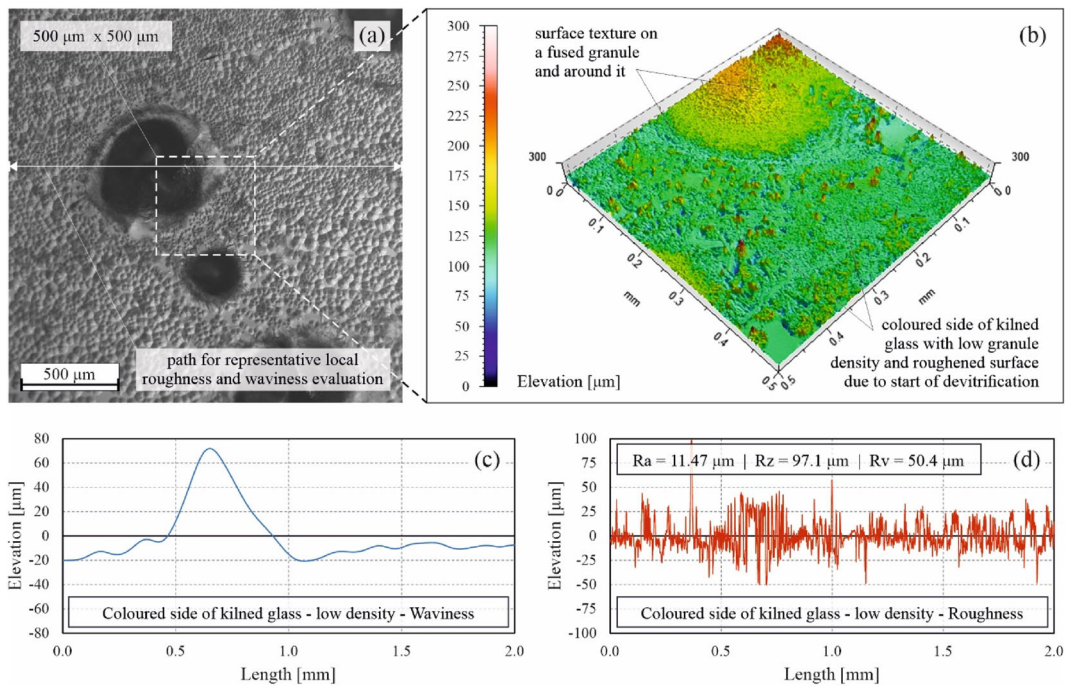 500 μm x 500 μm
(a)
path for representative local
roughness and waviness evaluation
500 μm
300
275
250
225
200
175
150
125
100
75
50
25
0
Elevation [μm]
(b)
surface texture on
a fused granule
and around it
300
0
0
0.1
0.2
0.3
0.4
0.5
mm
300
0
0
0.1
0.2
0.3
0.4
0.5
mm
coloured side of kilned
glass with low granule
density and roughened surface
due to start of devitrification
(c)
Elevation [μm]
80
60
40
20
0
-20
-40
-60
-80
Coloured side of kilned glass - low density - Waviness
0.0
0.5
1.0
1.5
2.0
Length [mm]
(d)
Elevation [μm]
100
75
50
25
0
-25
-50
-75
-100
Ra = 11.47 μm | Rz = 97.1 μm | Rv = 50.4 μm
Coloured side of kilned glass - low density - Roughness
0.0
0.5
1.0
1.5
2.0
Length [mm]